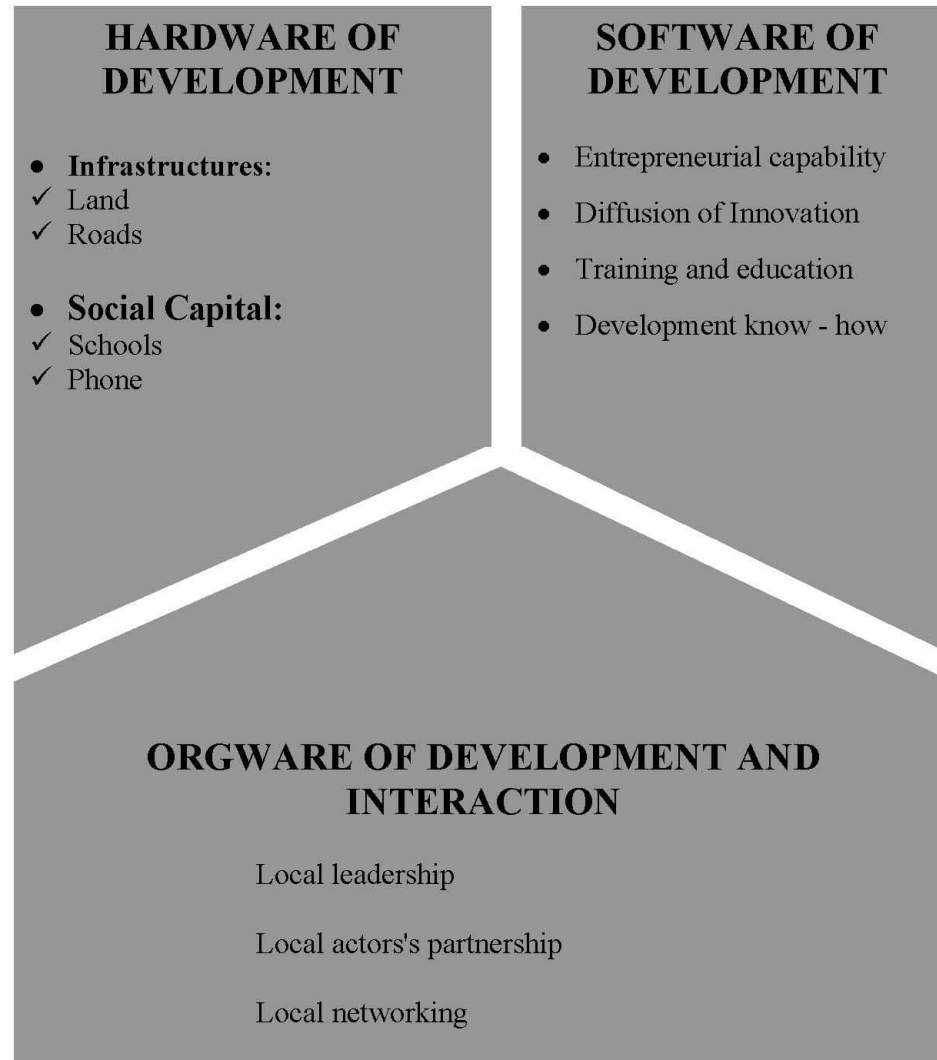 HARDWARE OF
DEVELOPMENT
• Infrastructures:
✓ Land
✓ Roads
• Social Capital:
✓ Schools
✓ Phone
SOFTWARE OF
DEVELOPMENT
• Entrepreneurial capability
• Diffusion of Innovation
• Training and education
• Development know - how
ORGWARE OF DEVELOPMENT AND
INTERACTION
Local leadership
Local actors's partnership
Local networking